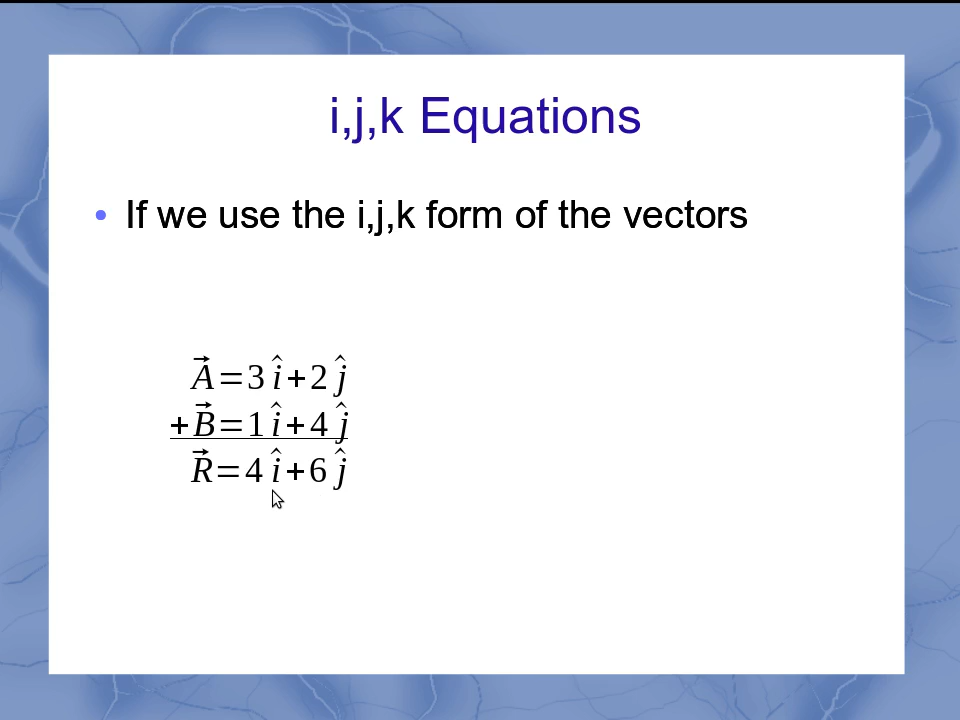 i,j,k Equations
• If we use the i,j,k form of the vectors
A⃗=3 î+2 ĵ
+B⃗=1 î+4 ĵ
R⃗=4 î+6 ĵ